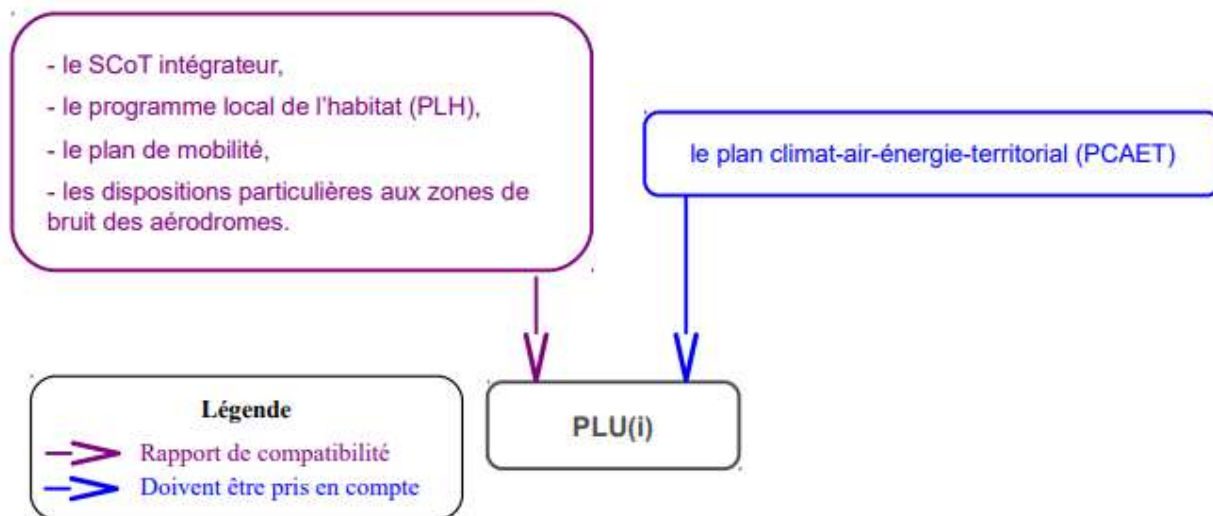 - le SCoT intégrateur,
- le programme local de l'habitat (PLH),
- le plan de mobilité,
- les dispositions particulières aux zones de
bruit des aérodromes.
le plan climat-air-énergie-territorial (PCAET)
Légende
Rapport de compatibilité
Doivent être pris en compte
PLU(i)